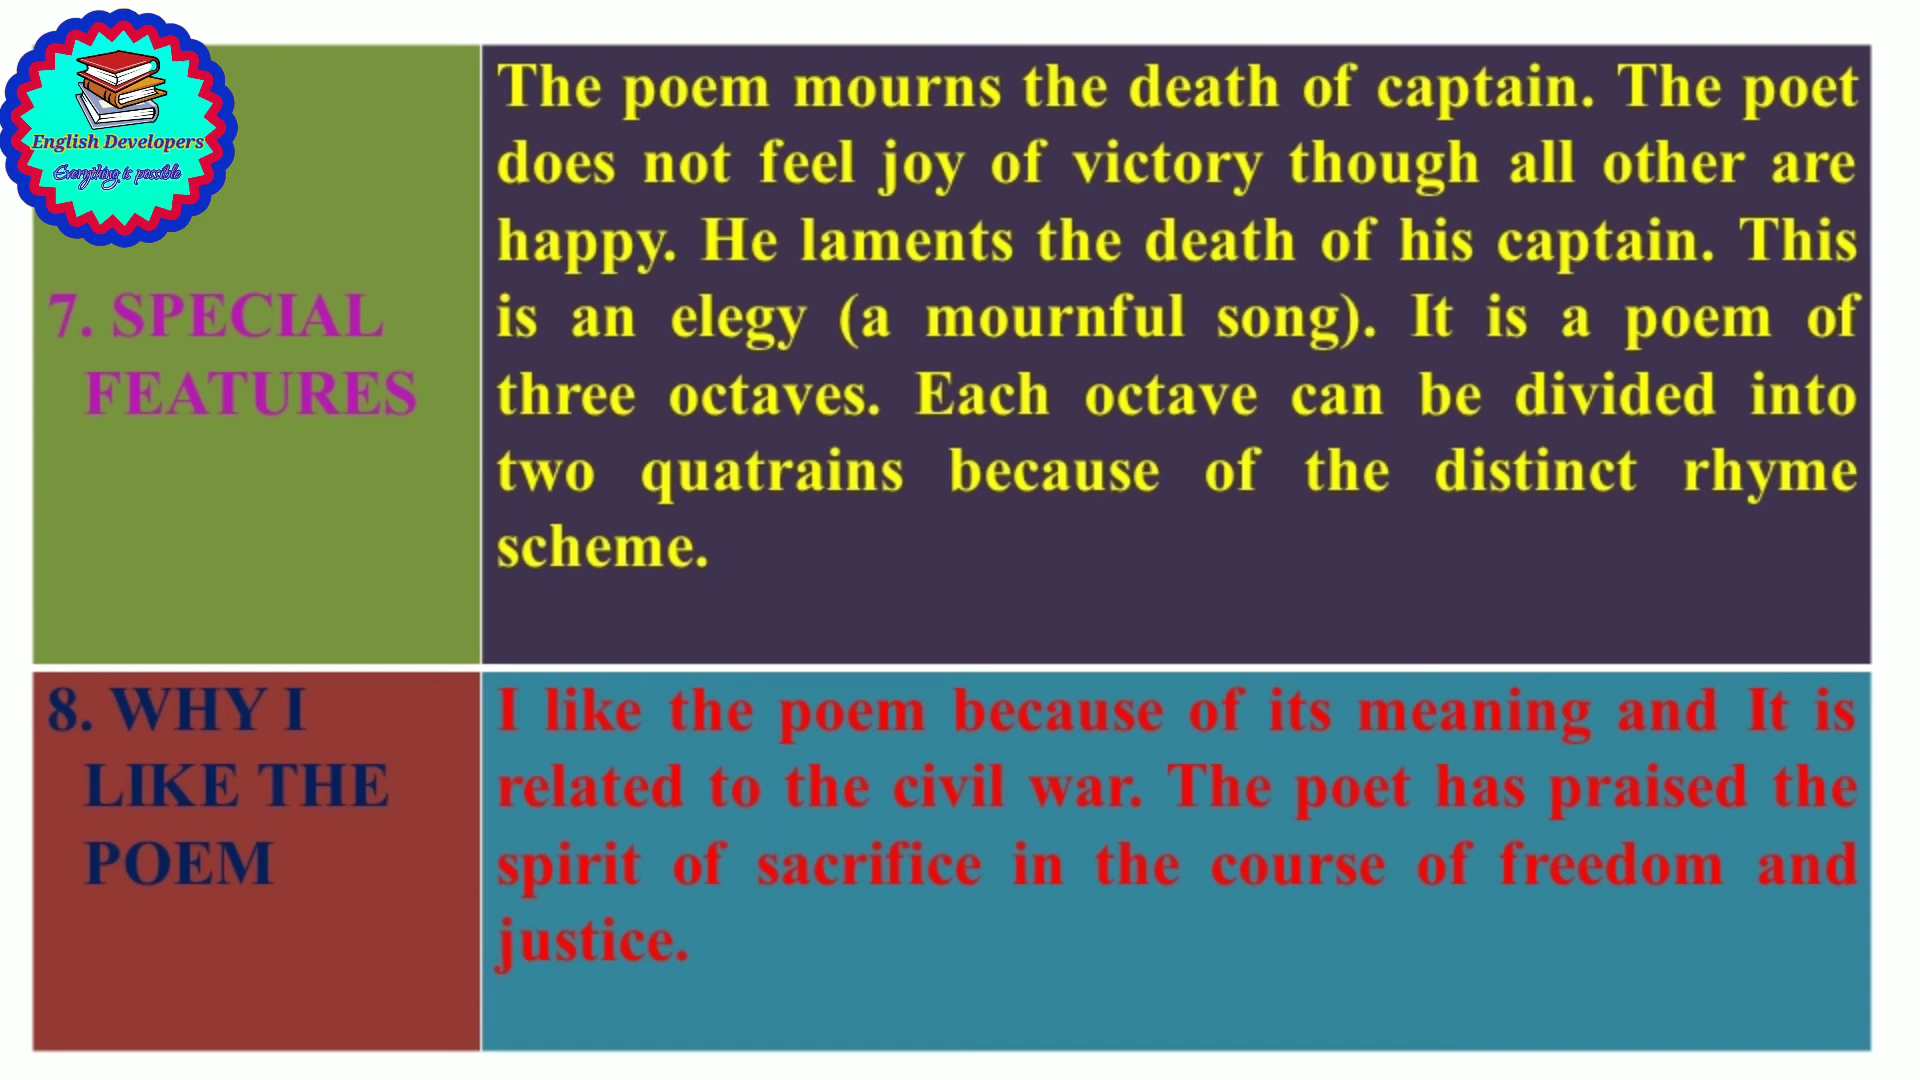 English Developers
Everything is possible
7. SPECIAL
FEATURES
The poem mourns the death of captain. The poet
does not feel joy of victory though all other are
happy. He laments the death of his captain. This
is an elegy (a mournful song). It is a poem of
three octaves. Each octave can be divided into
two quatrains because of the distinct rhyme
scheme.
8. WHY I
LIKE THE
POEM
I like the poem because of its meaning and It is
related to the civil war. The poet has praised the
spirit of sacrifice in the course of freedom and
justice.